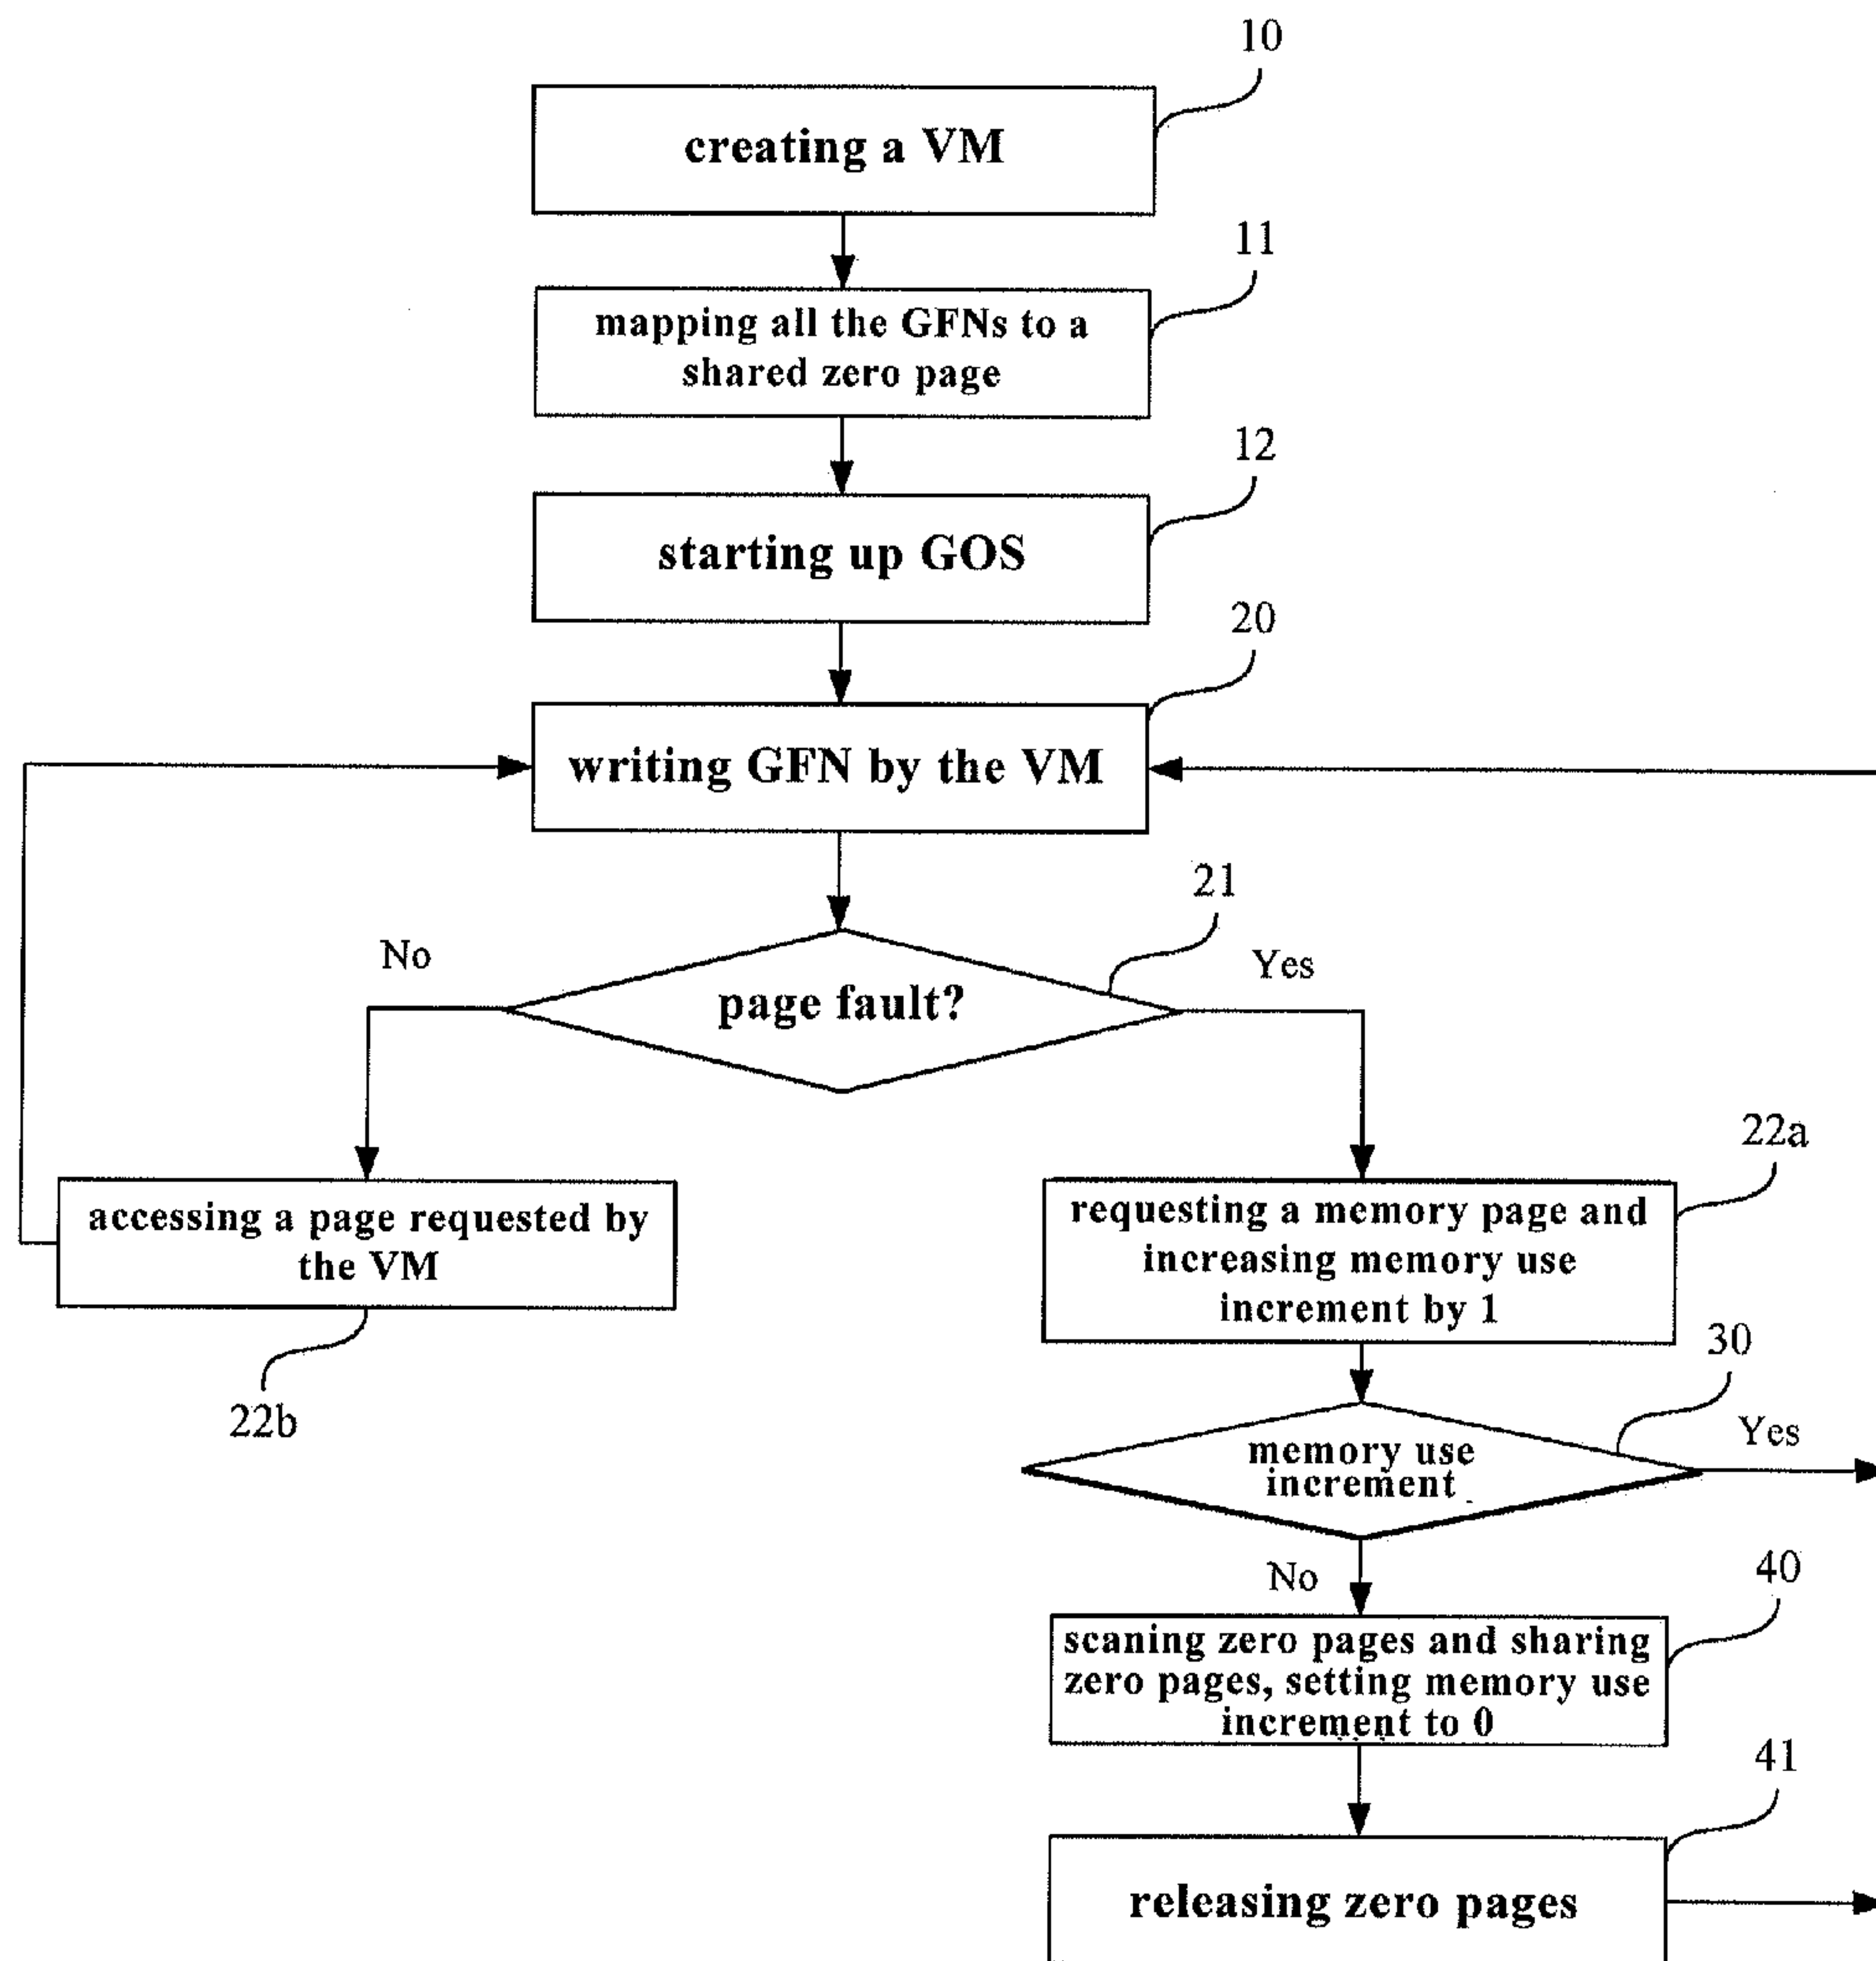 10
creating a VM
11
mapping all the GFNs to a
shared zero page
12
starting up GOS
20
writing GFN by the VM
21
No
Yes
page fault?
22a
accessing a page requested by
the VM
requesting a memory page and
increasing memory use
increment by 1
22b
30
Yes
memory use
increment
No
40
scaning zero pages and sharing
zero pages, setting memory use
increment to 0
41
releasing zero pages